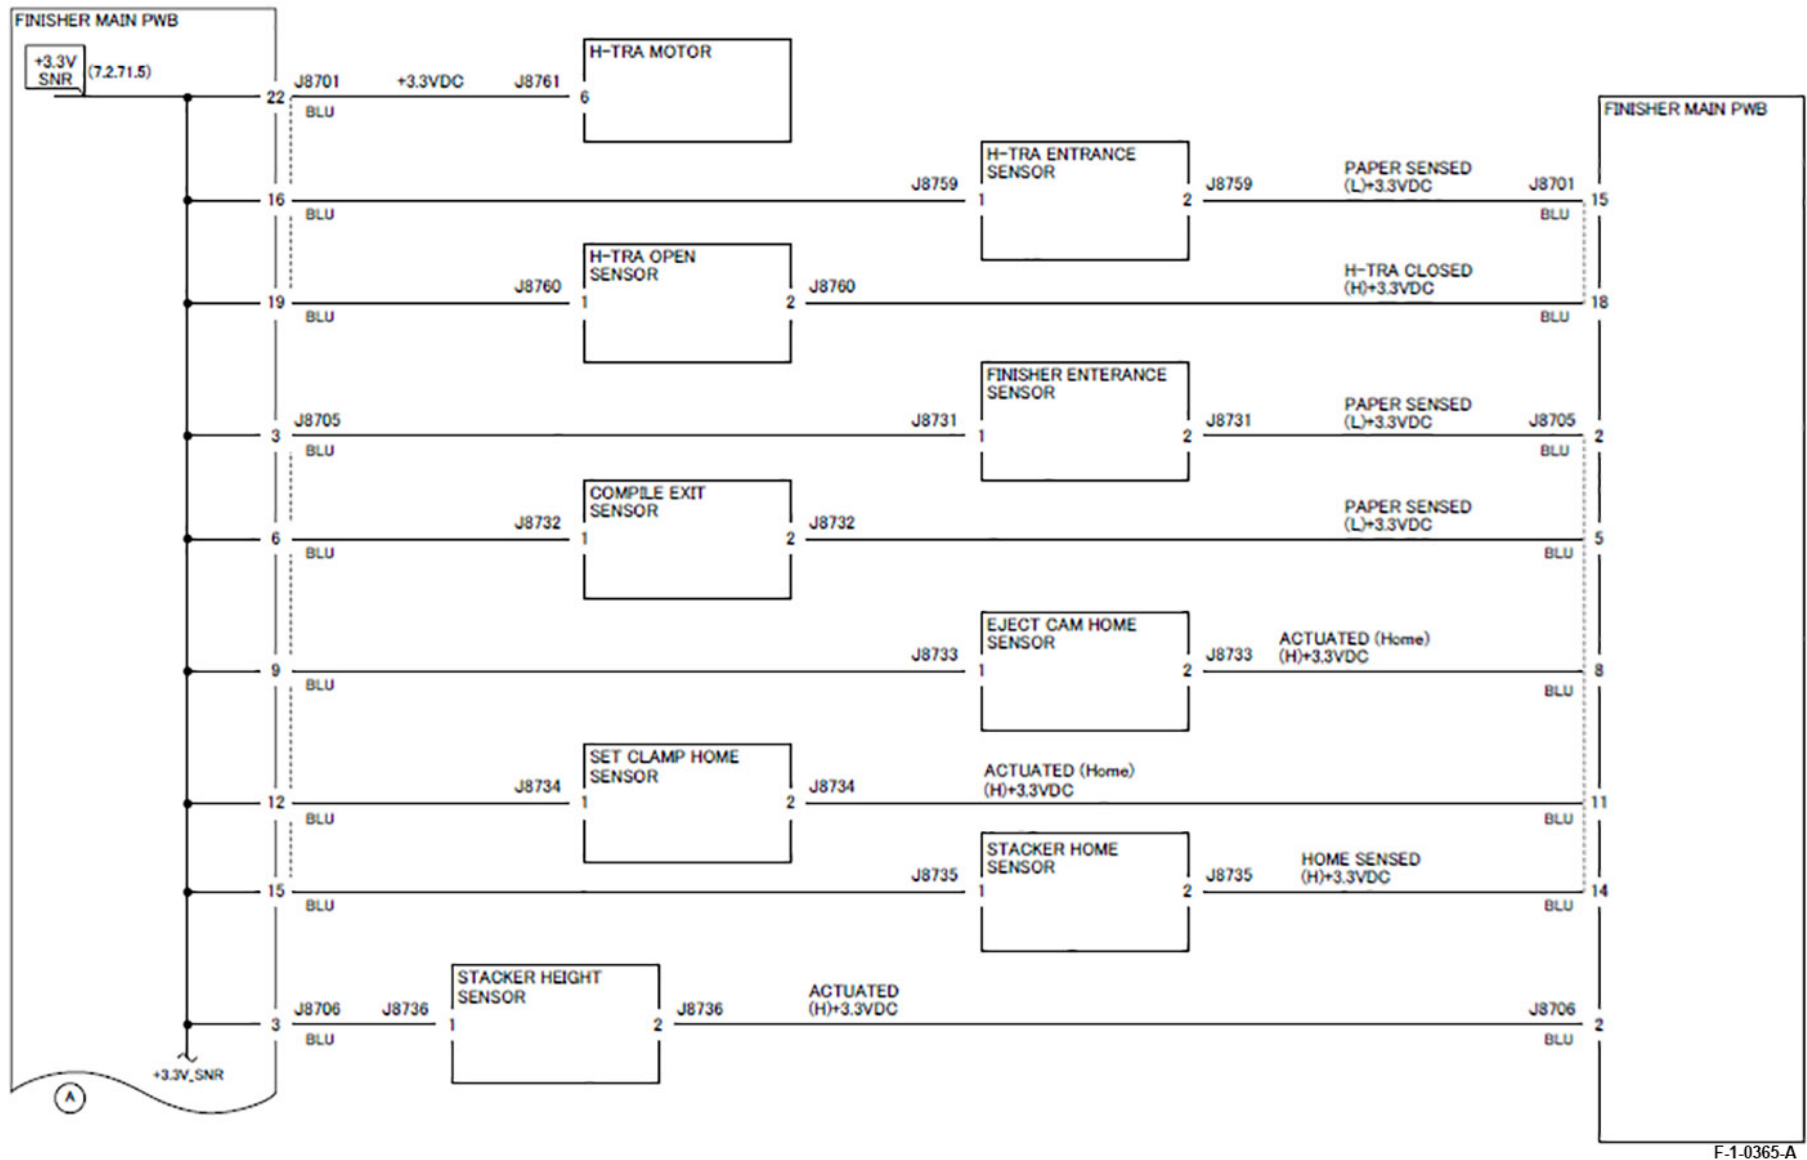 FINISHER MAIN PWB
+3.3V
SNR
(7.2.71.5)
22
J8701
BLU
+3.3VDC
J8761
6
H-TRA MOTOR
FINISHER MAIN PWB
16
BLU
J8759
1
H-TRA ENTRANCE
SENSOR
2
J8759
PAPER SENSED
(L)+3.3VDC
J8701
BLU
15
19
BLU
J8760
1
H-TRA OPEN
SENSOR
2
J8760
H-TRA CLOSED
(H)+3.3VDC
BLU
18
3
J8705
BLU
J8731
1
FINISHER ENTERANCE
SENSOR
2
J8731
PAPER SENSED
(L)+3.3VDC
J8705
BLU
2
6
BLU
J8732
1
COMPILE EXIT
SENSOR
2
J8732
PAPER SENSED
(L)+3.3VDC
BLU
5
9
BLU
J8733
1
EJECT CAM HOME
SENSOR
2
J8733
ACTUATED (Home)
(H)+3.3VDC
BLU
8
12
BLU
J8734
1
SET CLAMP HOME
SENSOR
2
J8734
ACTUATED (Home)
(H)+3.3VDC
BLU
11
15
BLU
J8735
1
STACKER HOME
SENSOR
2
J8735
HOME SENSED
(H)+3.3VDC
BLU
14
3
J8706
BLU
J8736
1
STACKER HEIGHT
SENSOR
2
J8736
ACTUATED
(H)+3.3VDC
J8706
BLU
2
+3.3V_SNR
A
F-1-0365-A